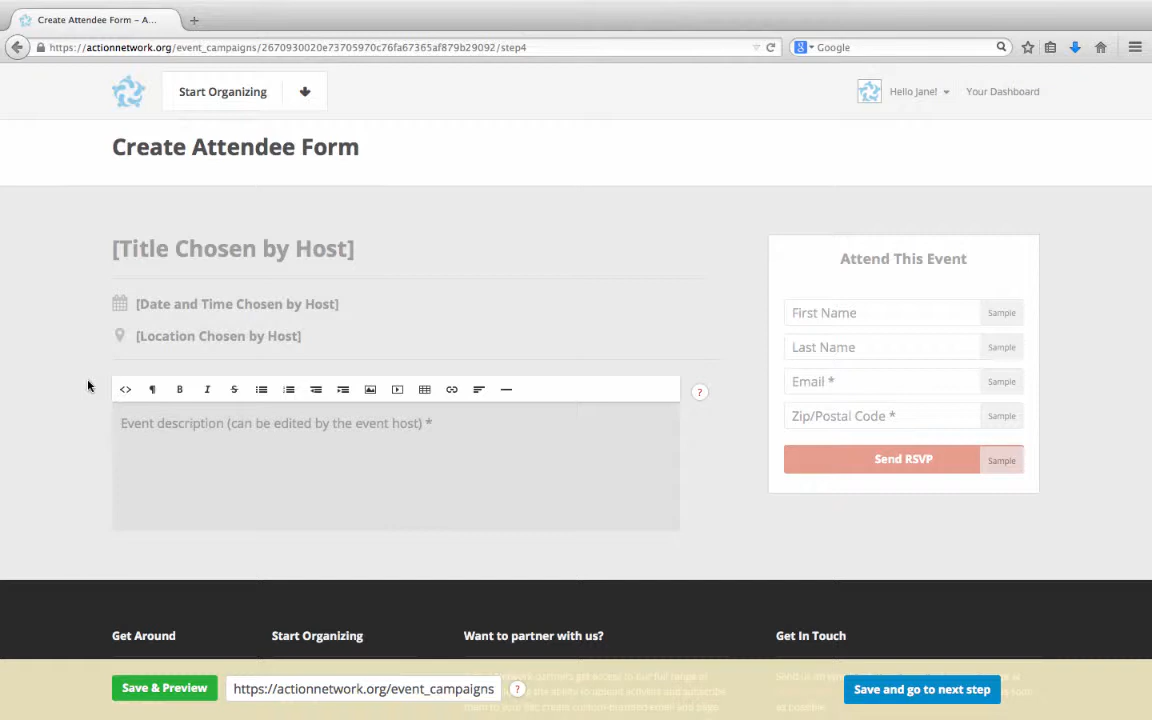 Create Attendee Form – A...
https://actionnetwork.org/event_campaigns/2670930020e73705970c76fa67365af879b29092/step4
Google
Start Organizing
Hello Jane!
Your Dashboard
Create Attendee Form
[Title Chosen by Host]
[Date and Time Chosen by Host]
[Location Chosen by Host]
Event description (can be edited by the event host) *
?
Attend This Event
First Name Sample
Last Name Sample
Email * Sample
Zip/Postal Code * Sample
Send RSVP Sample
Get Around
Start Organizing
Want to partner with us?
Get In Touch
Save & Preview
https://actionnetwork.org/event_campaigns
?
Save and go to next step